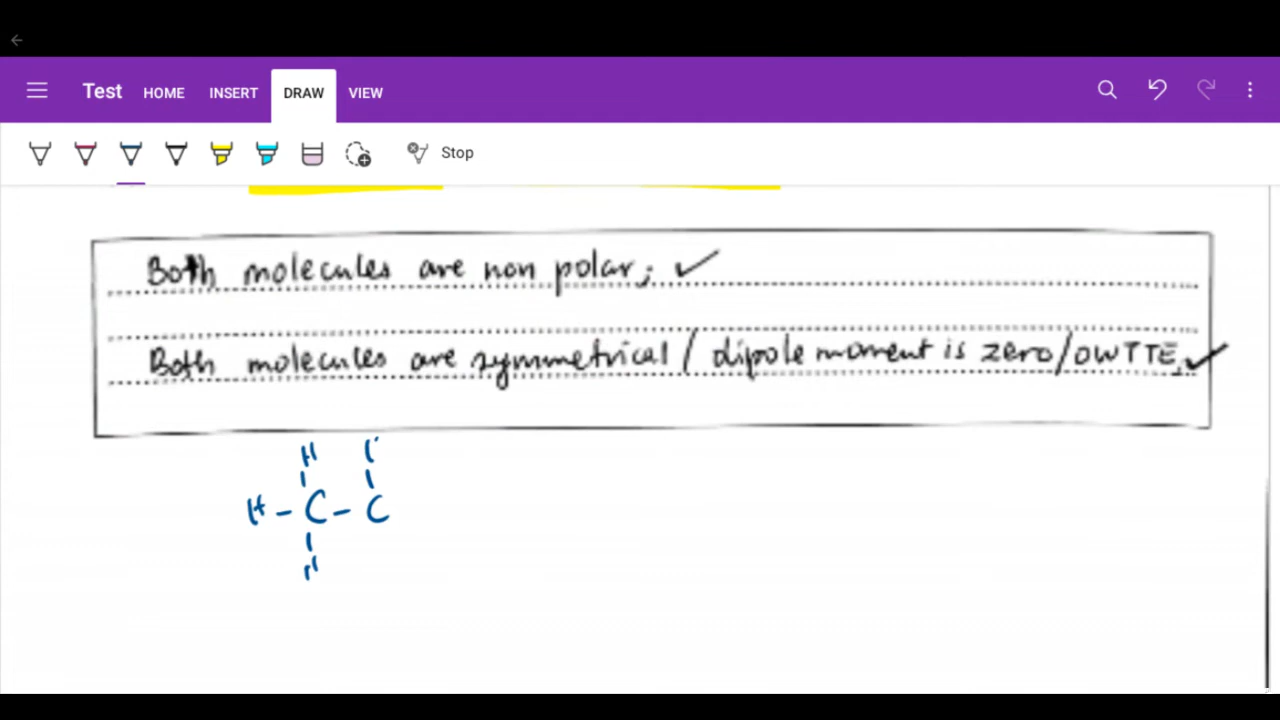 Test HOME INSERT DRAW VIEW
Stop
Both molecules are non polar; ✓
Both molecules are symmetrical / dipole moment is zero/OWTTE. ✓
H
H - C - C